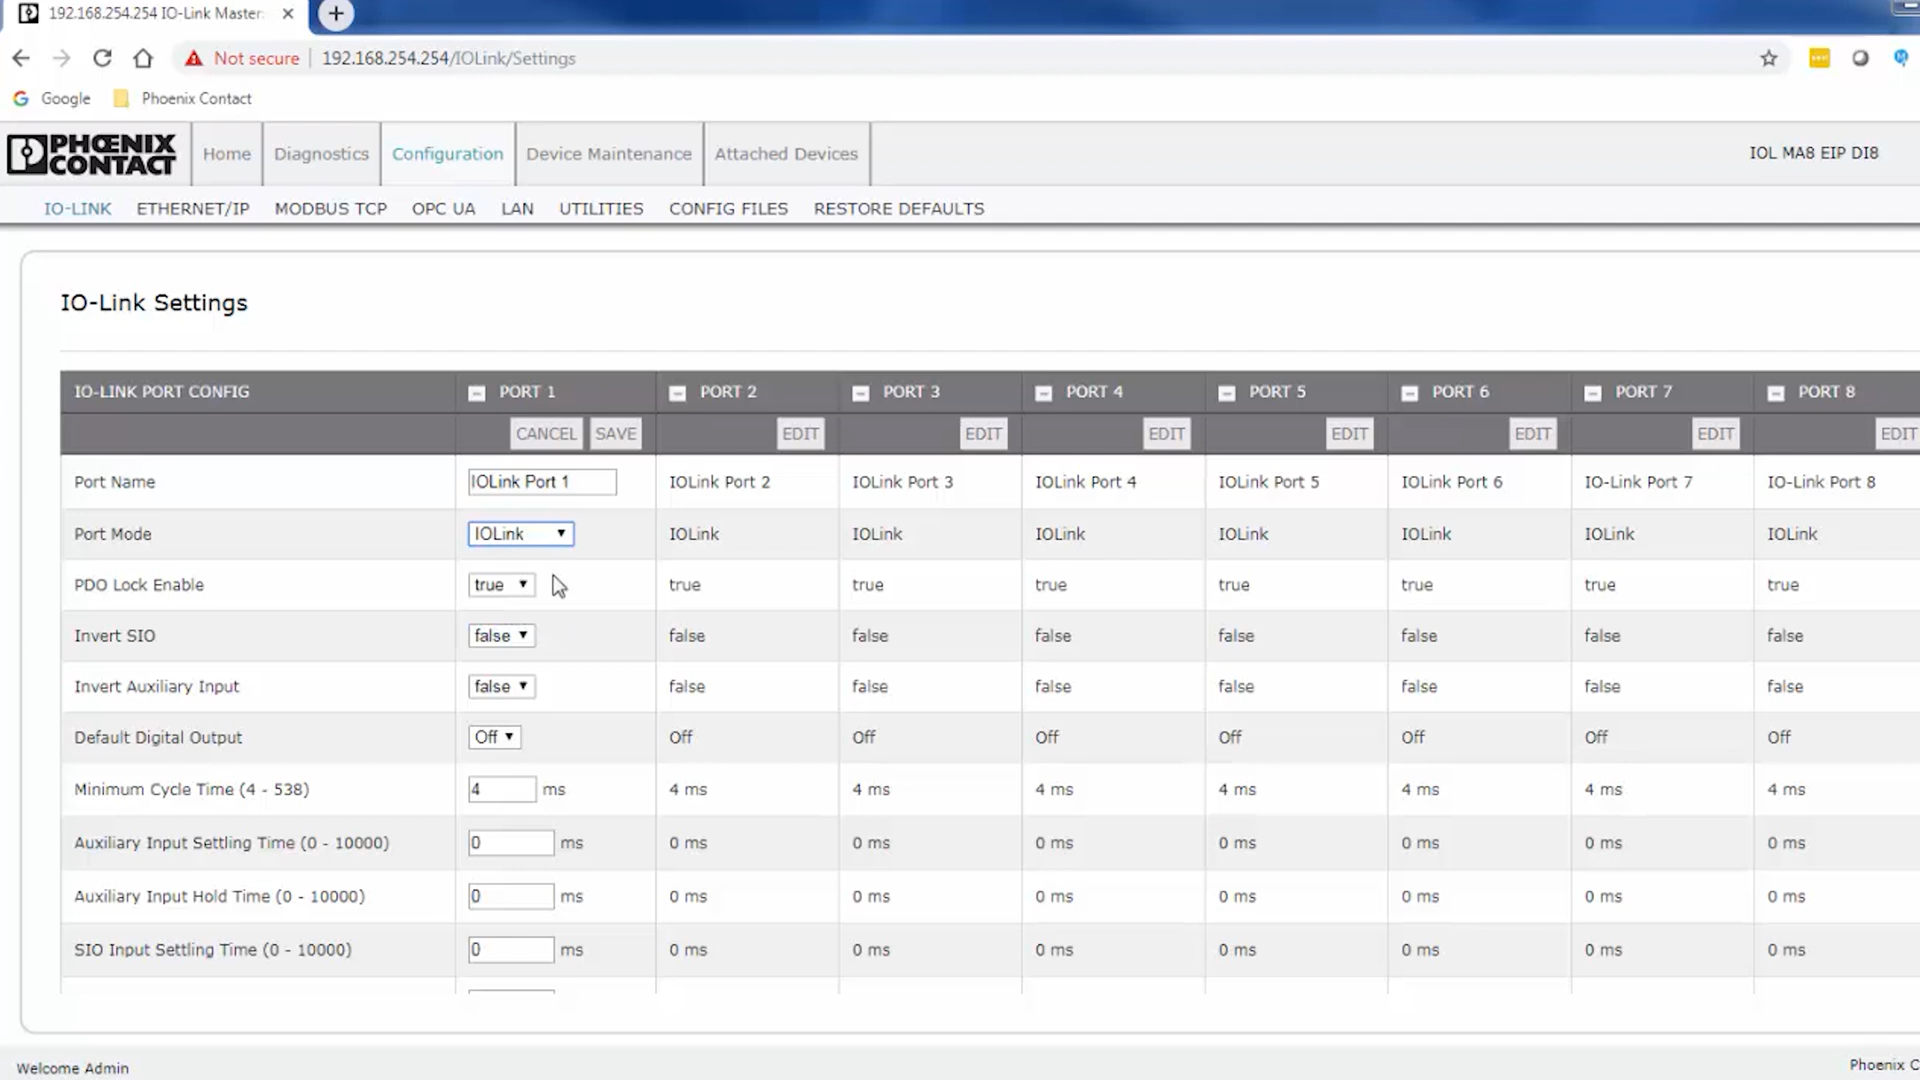 192.168.254.254 IO-Link Master
Not secure 192.168.254.254/IOLink/Settings
Google Phoenix Contact
PHŒNIX CONTACT Home Diagnostics Configuration Device Maintenance Attached Devices IOL MA8 EIP DI8
IO-LINK ETHERNET/IP MODBUS TCP OPC UA LAN UTILITIES CONFIG FILES RESTORE DEFAULTS
IO-Link Settings
IO-LINK PORT CONFIG PORT 1 PORT 2 PORT 3 PORT 4 PORT 5 PORT 6 PORT 7 PORT 8
CANCEL SAVE EDIT EDIT EDIT EDIT EDIT EDIT EDIT
Port Name IOLink Port 1 IOLink Port 2 IOLink Port 3 IOLink Port 4 IOLink Port 5 IOLink Port 6 IO-Link Port 7 IO-Link Port 8
Port Mode IOLink IOLink IOLink IOLink IOLink IOLink IOLink IOLink
PDO Lock Enable true true true true true true true true
Invert SIO false false false false false false false false
Invert Auxiliary Input false false false false false false false false
Default Digital Output Off Off Off Off Off Off Off Off
Minimum Cycle Time (4 - 538) 4 ms 4 ms 4 ms 4 ms 4 ms 4 ms 4 ms 4 ms
Auxiliary Input Settling Time (0 - 10000) 0 ms 0 ms 0 ms 0 ms 0 ms 0 ms 0 ms 0 ms
Auxiliary Input Hold Time (0 - 10000) 0 ms 0 ms 0 ms 0 ms 0 ms 0 ms 0 ms 0 ms
SIO Input Settling Time (0 - 10000) 0 ms 0 ms 0 ms 0 ms 0 ms 0 ms 0 ms 0 ms
Welcome Admin Phoenix C